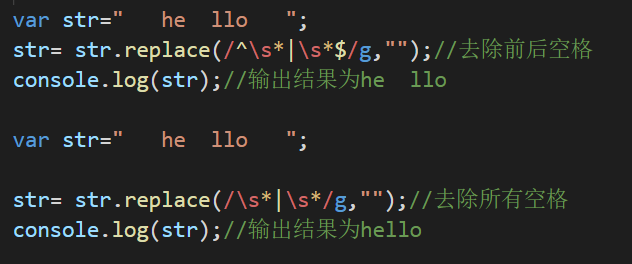 var str="   he  llo   ";
str= str.replace(/^\s*|\s*$/g,"");//去除前后空格
console.log(str);//输出结果为he  llo
var str="   he  llo   ";
str= str.replace(/\s*|\s*/g,"");//去除所有空格
console.log(str);//输出结果为hello